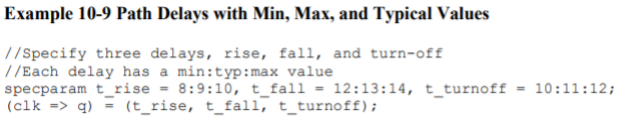 Example 10-9 Path Delays with Min, Max, and Typical Values
//Specify three delays, rise, fall, and turn-off
//Each delay has a min:typ:max value
specparam t_rise = 8:9:10, t_fall = 12:13:14, t_turnoff = 10:11:12;
(clk => q) = (t_rise, t_fall, t_turnoff);